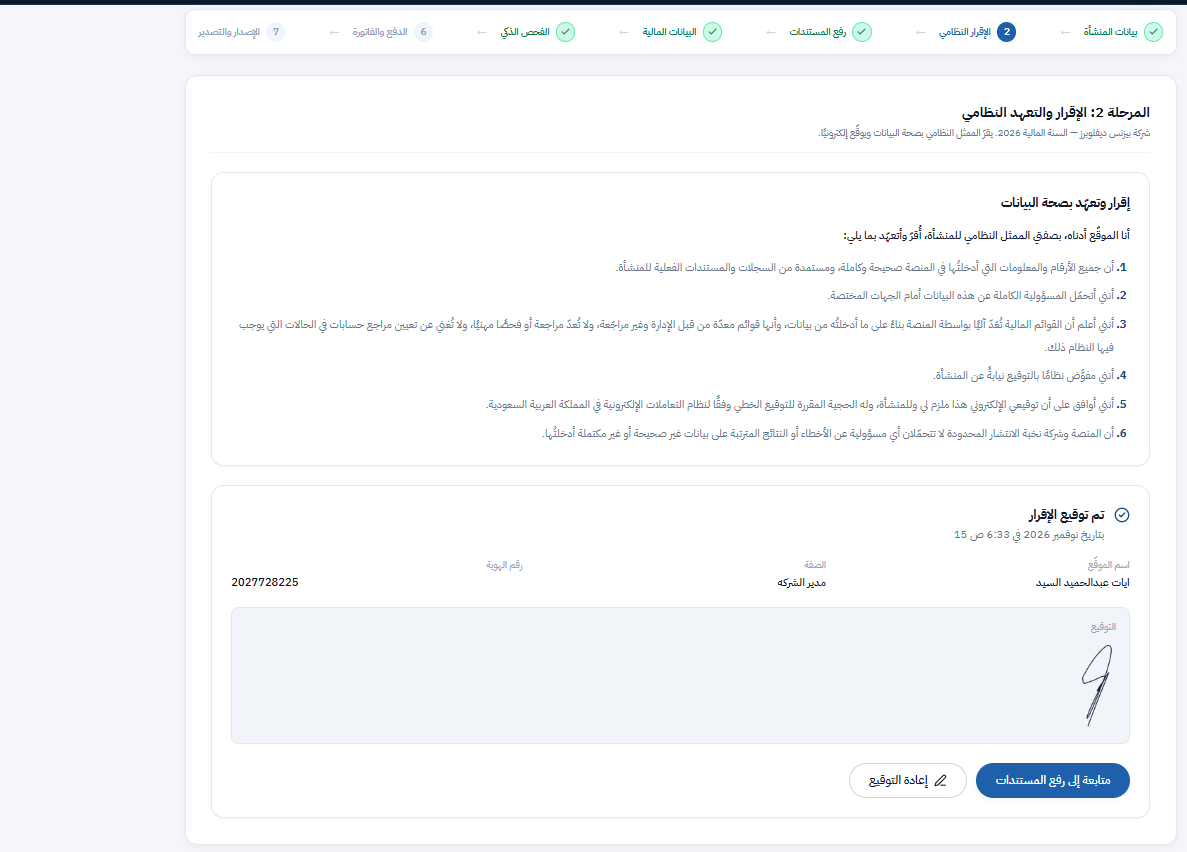 بيانات المنشأة
←
2 الإقرار النظامي
←
رفع المستندات
←
البيانات المالية
←
الفحص الذكي
←
6 الدفع والفاتورة
←
7 الإصدار والتصدير
المرحلة 2: الإقرار والتعهد النظامي
شركة بيزنس ديفلوبرز — السنة المالية 2026. يقرّ الممثل النظامي بصحة البيانات ويوقّع إلكترونيًا.
إقرار وتعهّد بصحة البيانات
أنا الموقّع أدناه، بصفتي الممثل النظامي للمنشأة، أُقرّ وأتعهّد بما يلي:
1. أن جميع الأرقام والمعلومات التي أدخلتُها في المنصة صحيحة وكاملة، ومستمدة من السجلات والمستندات الفعلية للمنشأة.
2. أنني أتحمّل المسؤولية الكاملة عن هذه البيانات أمام الجهات المختصة.
3. أنني أعلم أن القوائم المالية تُعَدّ آليًا بواسطة المنصة بناءً على ما أدخلتُه من بيانات، وأنها قوائم معدّة من قبل الإدارة وغير مراجَعة، ولا تُعدّ مراجعة أو فحصًا مهنيًا، ولا تُغني عن تعيين مراجع حسابات في الحالات التي يوجب
فيها النظام ذلك.
4. أنني مفوَّض نظامًا بالتوقيع نيابةً عن المنشأة.
5. أنني أوافق على أن توقيعي الإلكتروني هذا ملزم لي وللمنشأة، وله الحجية المقررة للتوقيع الخطي وفقًا لنظام التعاملات الإلكترونية في المملكة العربية السعودية.
6. أن المنصة وشركة نخبة الانتشار المحدودة لا تتحمّلان أي مسؤولية عن الأخطاء أو النتائج المترتبة على بيانات غير صحيحة أو غير مكتملة أدخلتُها.
تم توقيع الإقرار
بتاريخ نوفمبر 2026 في 6:33 ص 15
اسم الموقّع
الصفة
رقم الهوية
ايات عبدالحميد السيد
مدير الشركه
2027728225
التوقيع
متابعة إلى رفع المستندات
إعادة التوقيع